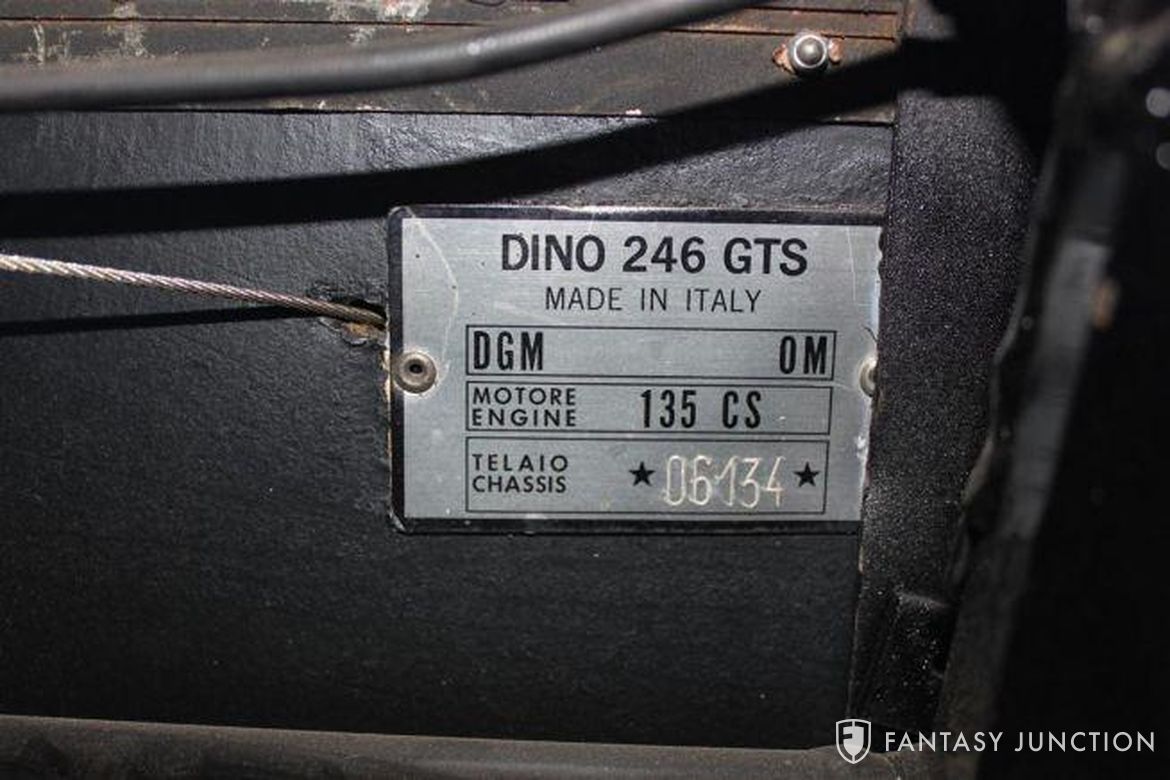 DINO 246 GTS
MADE IN ITALY
DGM OM
MOTORE
ENGINE 135 CS
TELAIO
CHASSIS ★ 06134 ★
FANTASY JUNCTION